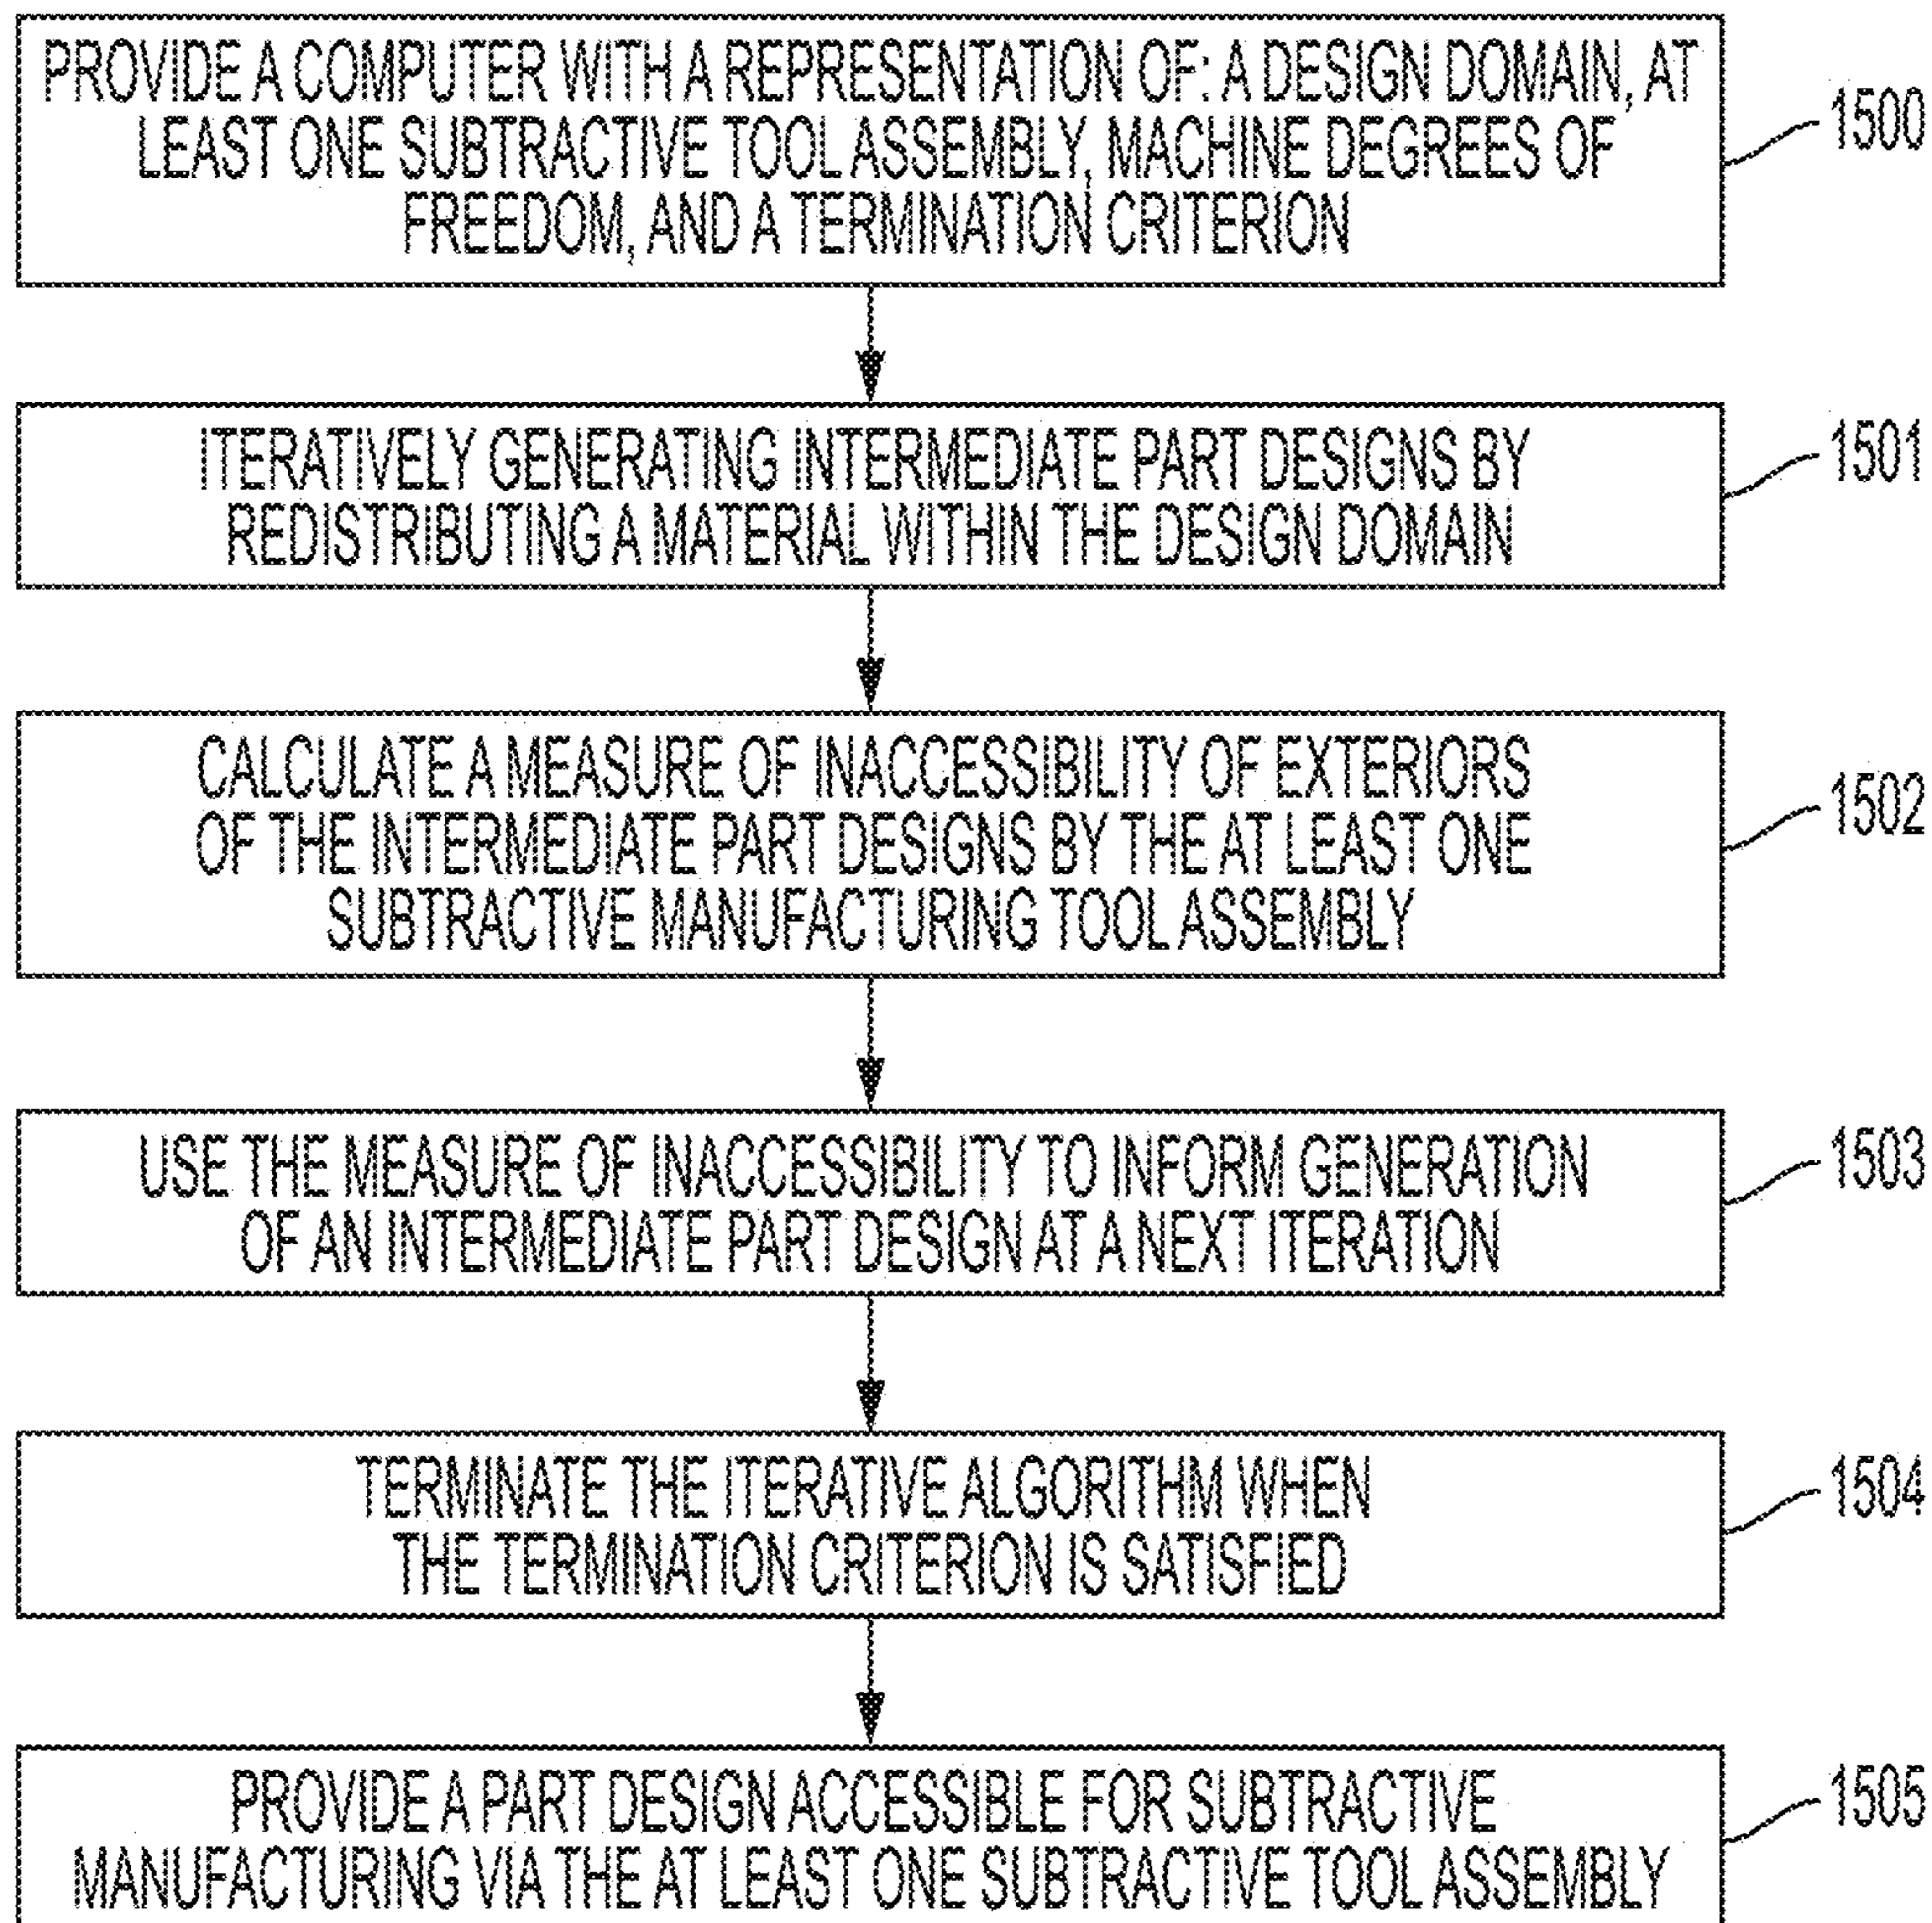 PROVIDE A COMPUTER WITH A REPRESENTATION OF: A DESIGN DOMAIN, AT
LEAST ONE SUBTRACTIVE TOOL ASSEMBLY, MACHINE DEGREES OF
FREEDOM, AND A TERMINATION CRITERION
1500
ITERATIVELY GENERATING INTERMEDIATE PART DESIGNS BY
REDISTRIBUTING A MATERIAL WITHIN THE DESIGN DOMAIN
1501
CALCULATE A MEASURE OF INACCESSIBILITY OF EXTERIORS
OF THE INTERMEDIATE PART DESIGNS BY THE AT LEAST ONE
SUBTRACTIVE MANUFACTURING TOOL ASSEMBLY
1502
USE THE MEASURE OF INACCESSIBILITY TO INFORM GENERATION
OF AN INTERMEDIATE PART DESIGN AT A NEXT ITERATION
1503
TERMINATE THE ITERATIVE ALGORITHM WHEN
THE TERMINATION CRITERION IS SATISFIED
1504
PROVIDE A PART DESIGN ACCESSIBLE FOR SUBTRACTIVE
MANUFACTURING VIA THE AT LEAST ONE SUBTRACTIVE TOOL ASSEMBLY
1505